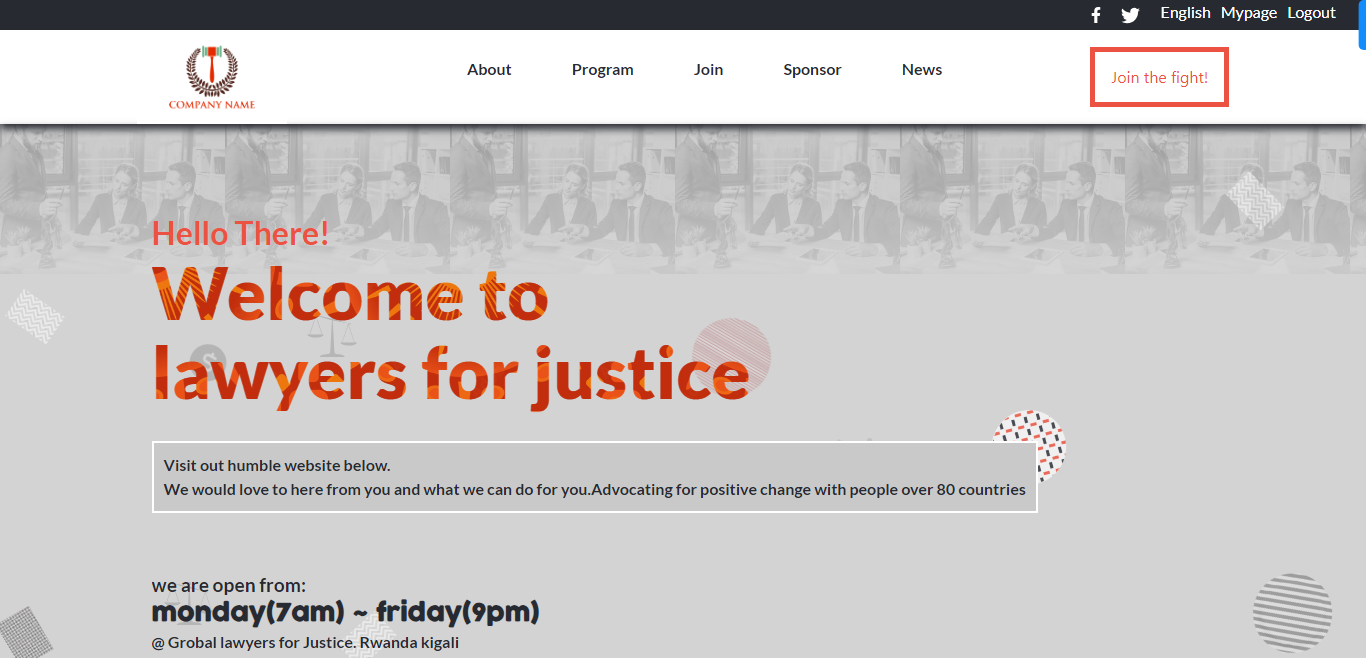 English Mypage Logout
COMPANY NAME
About Program Join Sponsor News
Join the fight!
Hello There!
Welcome to
lawyers for justice
Visit out humble website below.
We would love to here from you and what we can do for you.Advocating for positive change with people over 80 countries
we are open from:
monday(7am) ~ friday(9pm)
@ Grobal lawyers for Justice. Rwanda kigali